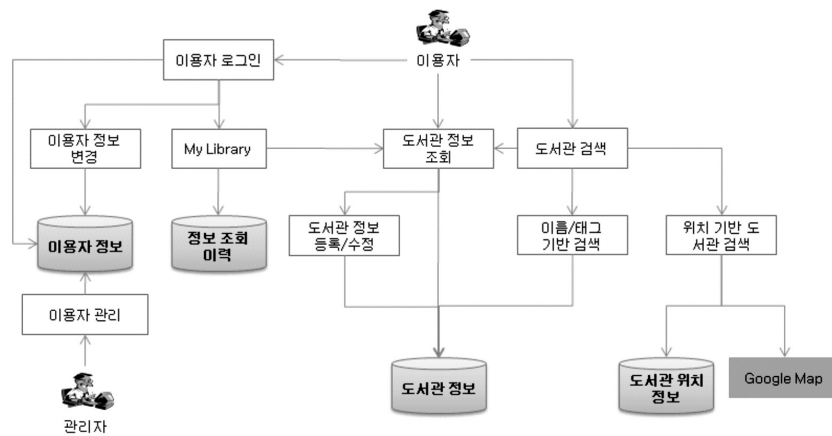 이용자
이용자 로그인
이용자 정보
변경
My Library
도서관 정보
조회
도서관 검색
이용자 정보
정보 조회
이력
도서관 정보
등록/수정
이름/태그
기반 검색
위치 기반 도
서관 검색
이용자 관리
도서관 정보
도서관 위치
정보
Google Map
관리자